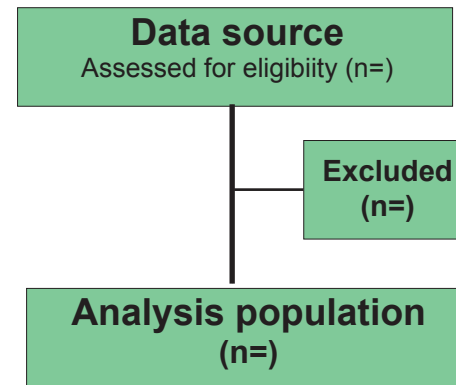 Data source
Assessed for eligibiity (n=)
Excluded
(n=)
Analysis population
(n=)